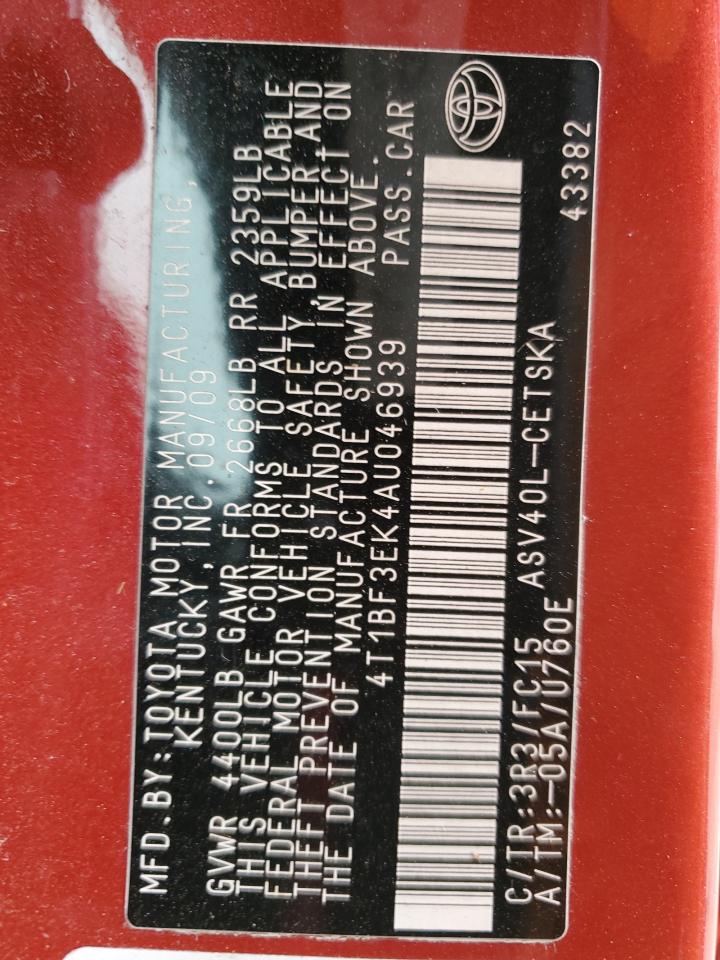 MFD.BY:TOYOTA MOTOR MANUFACTURING,
KENTUCKY, INC. 09/09
GVWR 4400LB GAWR FR 2668LB RR 2359LB
THIS VEHICLE CONFORMS TO ALL APPLICABLE
FEDERAL MOTOR VEHICLE SAFETY, BUMPER, AND
THEFT PREVENTION STANDARDS IN EFFECT ON
THE DATE OF MANUFACTURE SHOWN ABOVE.
4T1BF3EK4AU046939 PASS.CAR
C/TR:3R3/FC15 ASV40L-CETSKA
A/TM:-05A/U760E 43382